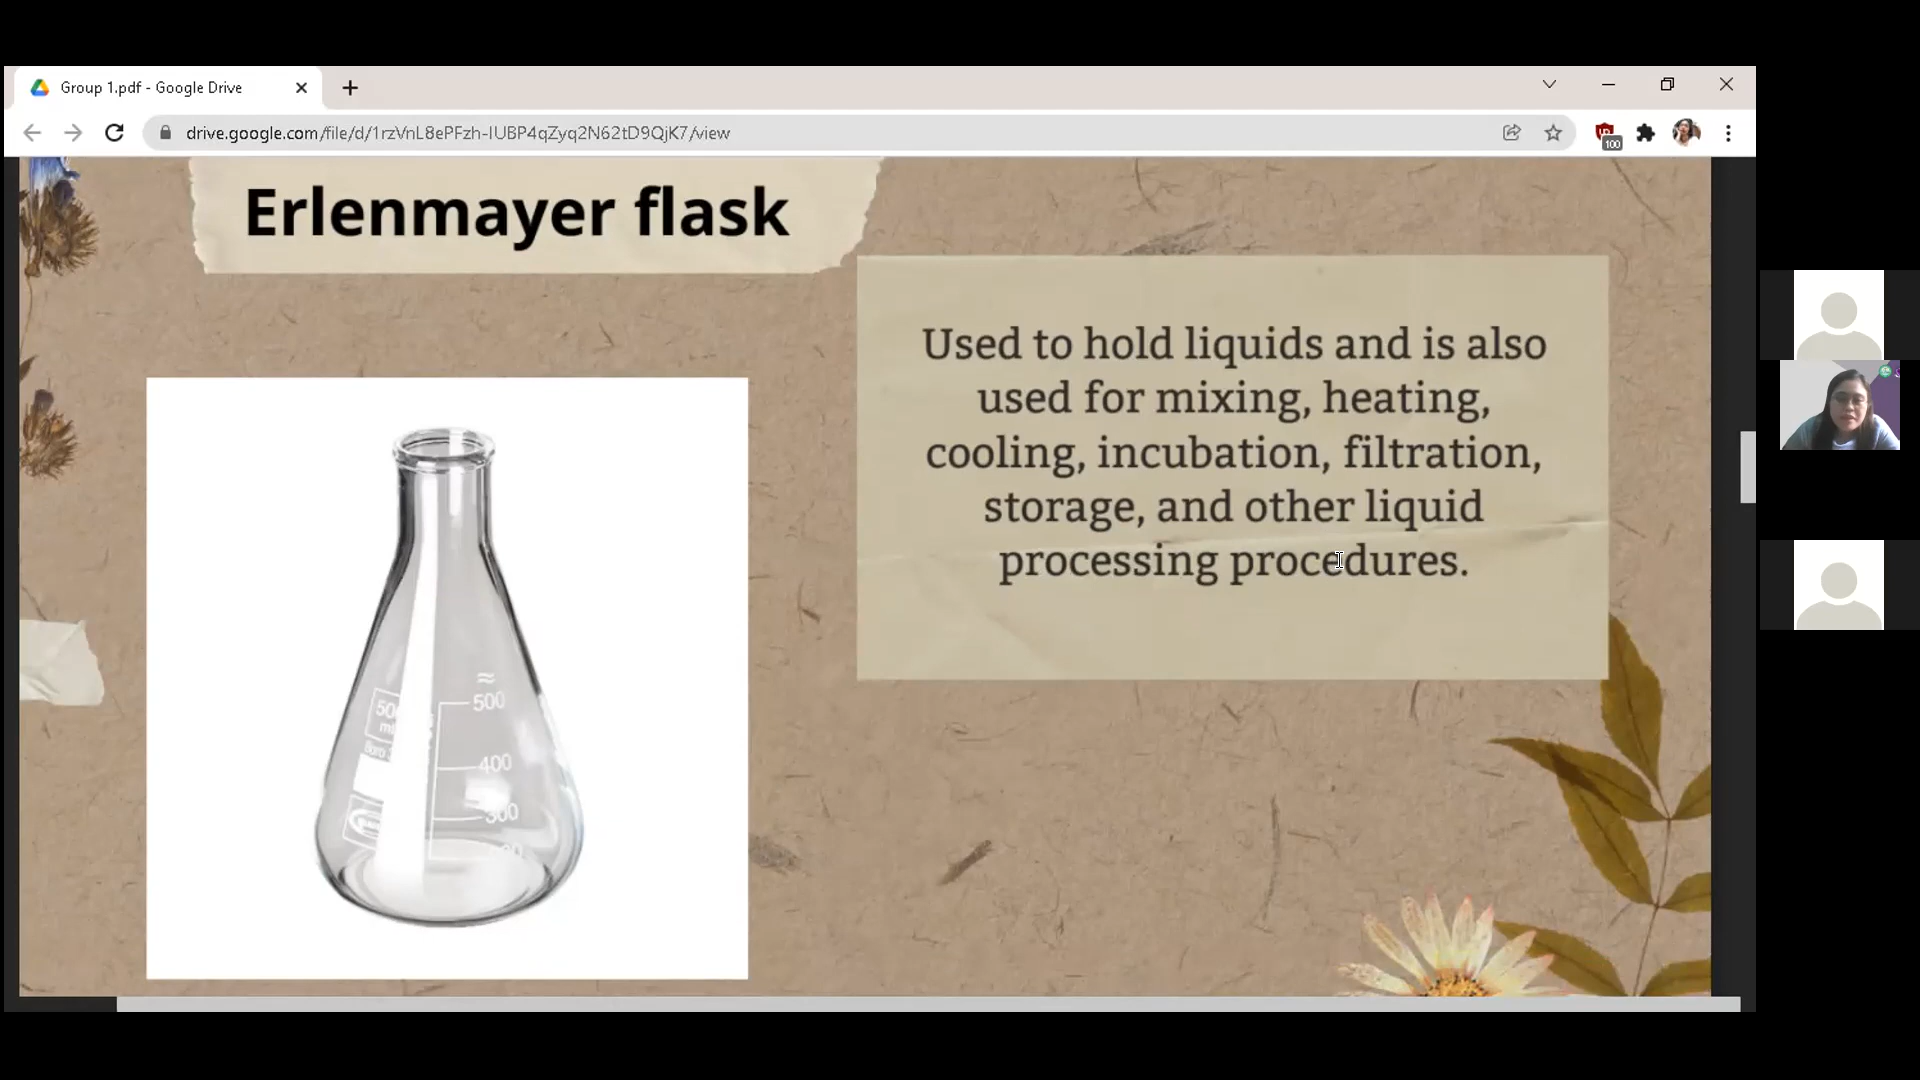 Group 1.pdf - Google Drive
drive.google.com/file/d/1rzVnL8ePFzh-IUBP4qZyq2N62tD9QjK7/view
100
Erlenmayer flask
Used to hold liquids and is also
used for mixing, heating,
cooling, incubation, filtration,
storage, and other liquid
processing procedures.
500
400
300